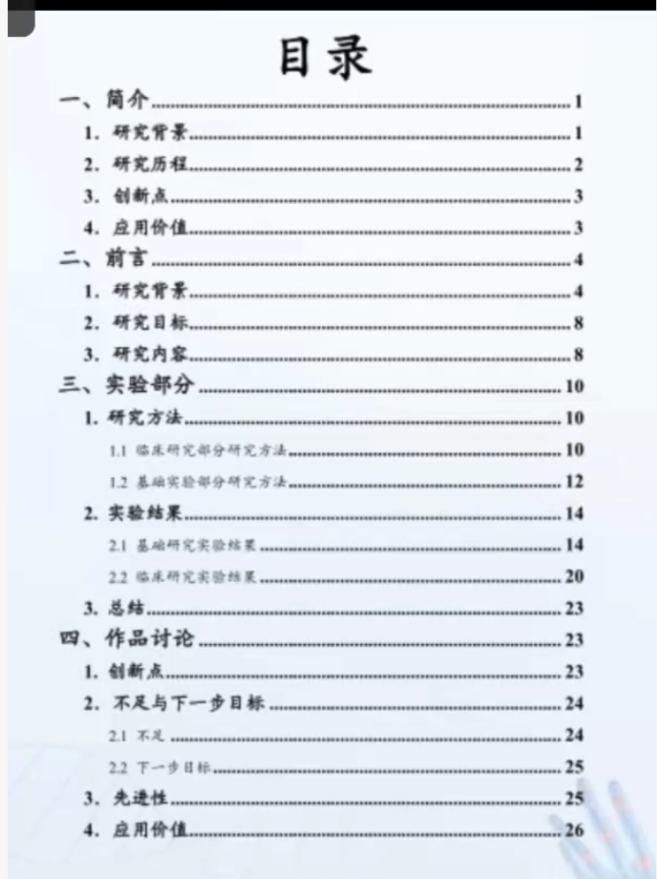 目录
一、简介 1
1. 研究背景 1
2. 研究历程 2
3. 创新点 3
4. 应用价值 3
二、前言 4
1. 研究背景 4
2. 研究目标 8
3. 研究内容 8
三、实验部分 10
1. 研究方法 10
1.1 临床研究部分研究方法 10
1.2 基础实验部分研究方法 12
2. 实验结果 14
2.1 基础研究实验结果 14
2.2 临床研究实验结果 20
3. 总结 23
四、作品讨论 23
1. 创新点 23
2. 不足与下一步目标 24
2.1 不足 24
2.2 下一步目标 25
3. 先进性 25
4. 应用价值 26